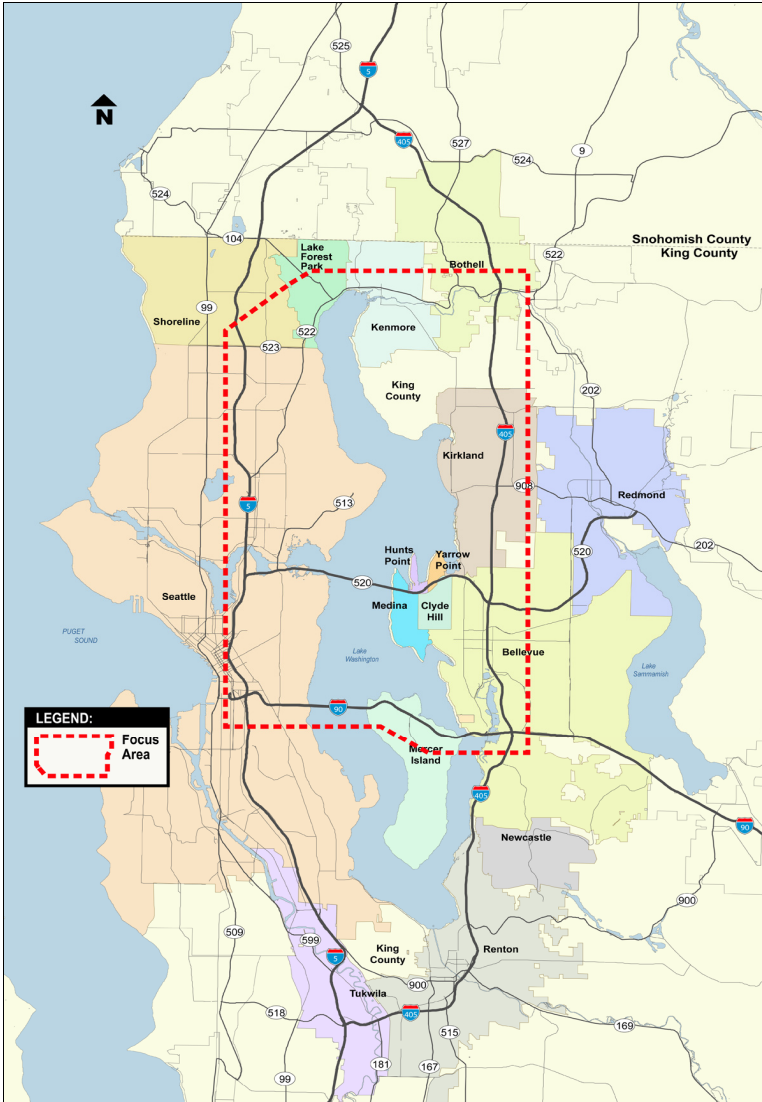 525
5
N
405
527
524
9
524
104
Snohomish County
King County
522
Lake
Forest
Park
Bothell
99
Shoreline
522
523
Kenmore
King
County
202
405
Kirkland
908
Redmond
5
513
202
520
Hunts
Point
Yarrow
Point
520
Seattle
Medina
Clyde
Hill
PUGET
SOUND
Lake
Washington
Bellevue
Lake
Sammamish
90
LEGEND:
Focus
Area
Mercer
Island
405
90
Newcastle
900
509
599
King
County
Renton
5
900
Tukwila
518
405
515
169
99
181
167